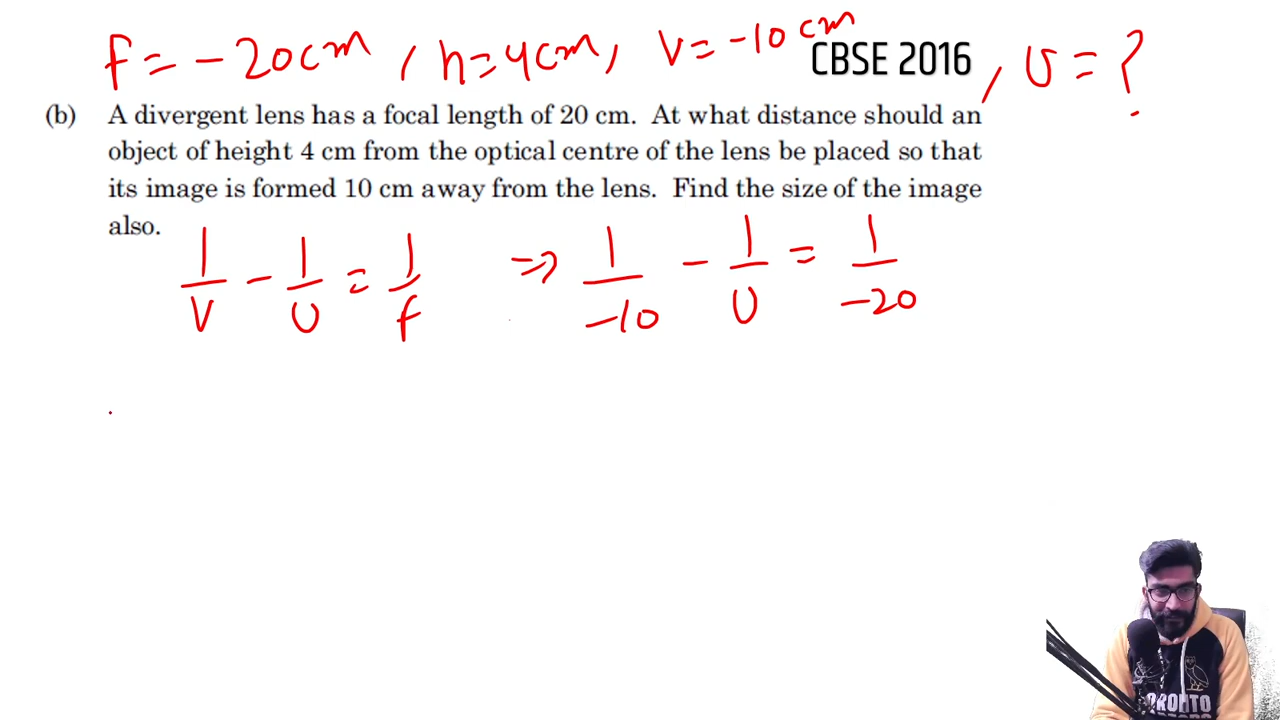 f = -20cm, h=4cm, v= -10cm, u = ?
CBSE 2016
(b) A divergent lens has a focal length of 20 cm. At what distance should an
object of height 4 cm from the optical centre of the lens be placed so that
its image is formed 10 cm away from the lens. Find the size of the image
also.
1/v - 1/u = 1/f ⇒ 1/-10 - 1/u = 1/-20
TORONTO